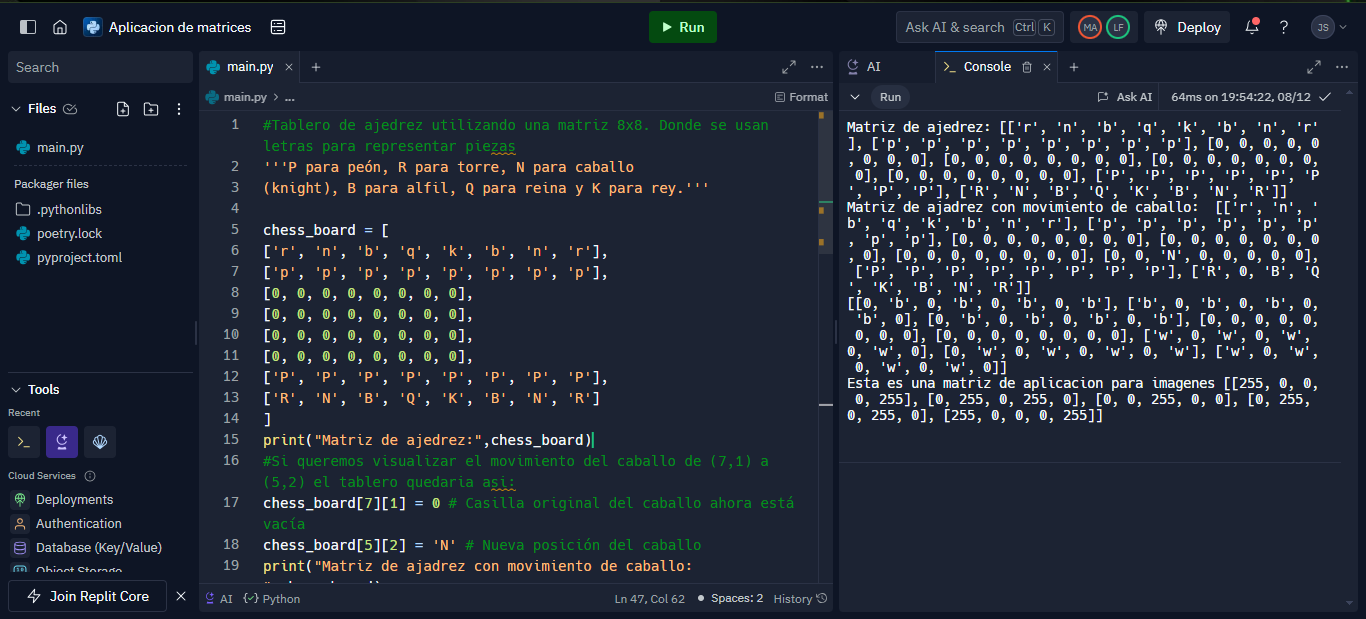 Aplicacion de matrices
Run
Ask AI & search Ctrl K
MA
LF
Deploy
?
JS
Search
Files
main.py
Packager files
.pythonlibs
poetry.lock
pyproject.toml
Tools
Recent
Cloud Services
Deployments
Authentication
Database (Key/Value)
Object Storage
Join Replit Core
main.py
main.py > ...
Format
1 #Tablero de ajedrez utilizando una matriz 8x8. Donde se usan
letras para representar piezas
2 '''P para peón, R para torre, N para caballo
3 (knight), B para alfil, Q para reina y K para rey.'''
4
5 chess_board = [
6 ['r', 'n', 'b', 'q', 'k', 'b', 'n', 'r'],
7 ['p', 'p', 'p', 'p', 'p', 'p', 'p', 'p'],
8 [0, 0, 0, 0, 0, 0, 0, 0],
9 [0, 0, 0, 0, 0, 0, 0, 0],
10 [0, 0, 0, 0, 0, 0, 0, 0],
11 [0, 0, 0, 0, 0, 0, 0, 0],
12 ['P', 'P', 'P', 'P', 'P', 'P', 'P', 'P'],
13 ['R', 'N', 'B', 'Q', 'K', 'B', 'N', 'R']
14 ]
15 print("Matriz de ajedrez:",chess_board)
16 #Si queremos visualizar el movimiento del caballo de (7,1) a
(5,2) el tablero quedaria asi:
17 chess_board[7][1] = 0 # Casilla original del caballo ahora está
vacía
18 chess_board[5][2] = 'N' # Nueva posición del caballo
19 print("Matriz de ajadrez con movimiento de caballo:
AI
Python
Ln 47, Col 62
Spaces: 2
History
AI
Console
Run
Ask AI
64ms on 19:54:22, 08/12
Matriz de ajedrez: [['r', 'n', 'b', 'q', 'k', 'b', 'n', 'r'
], ['p', 'p', 'p', 'p', 'p', 'p', 'p', 'p'], [0, 0, 0, 0, 0
, 0, 0, 0], [0, 0, 0, 0, 0, 0, 0, 0], [0, 0, 0, 0, 0, 0, 0,
0], [0, 0, 0, 0, 0, 0, 0, 0], ['P', 'P', 'P', 'P', 'P', 'P
', 'P', 'P'], ['R', 'N', 'B', 'Q', 'K', 'B', 'N', 'R']]
Matriz de ajadrez con movimiento de caballo:  [['r', 'n', '
b', 'q', 'k', 'b', 'n', 'r'], ['p', 'p', 'p', 'p', 'p', 'p'
, 'p', 'p'], [0, 0, 0, 0, 0, 0, 0, 0], [0, 0, 0, 0, 0, 0, 0
, 0], [0, 0, 0, 0, 0, 0, 0, 0], [0, 0, 'N', 0, 0, 0, 0, 0],
['P', 'P', 'P', 'P', 'P', 'P', 'P', 'P'], ['R', 0, 'B', 'Q
', 'K', 'B', 'N', 'R']]
[[0, 'b', 0, 'b', 0, 'b', 0, 'b'], ['b', 0, 'b', 0, 'b', 0,
'b', 0], [0, 'b', 0, 'b', 0, 'b', 0, 'b'], [0, 0, 0, 0, 0,
0, 0, 0], [0, 0, 0, 0, 0, 0, 0, 0], ['w', 0, 'w', 0, 'w',
0, 'w', 0], [0, 'w', 0, 'w', 0, 'w', 0, 'w'], ['w', 0, 'w',
0, 'w', 0, 'w', 0]]
Esta es una matriz de aplicacion para imagenes [[255, 0, 0,
0, 255], [0, 255, 0, 255, 0], [0, 0, 255, 0, 0], [0, 255,
0, 255, 0], [255, 0, 0, 0, 255]]